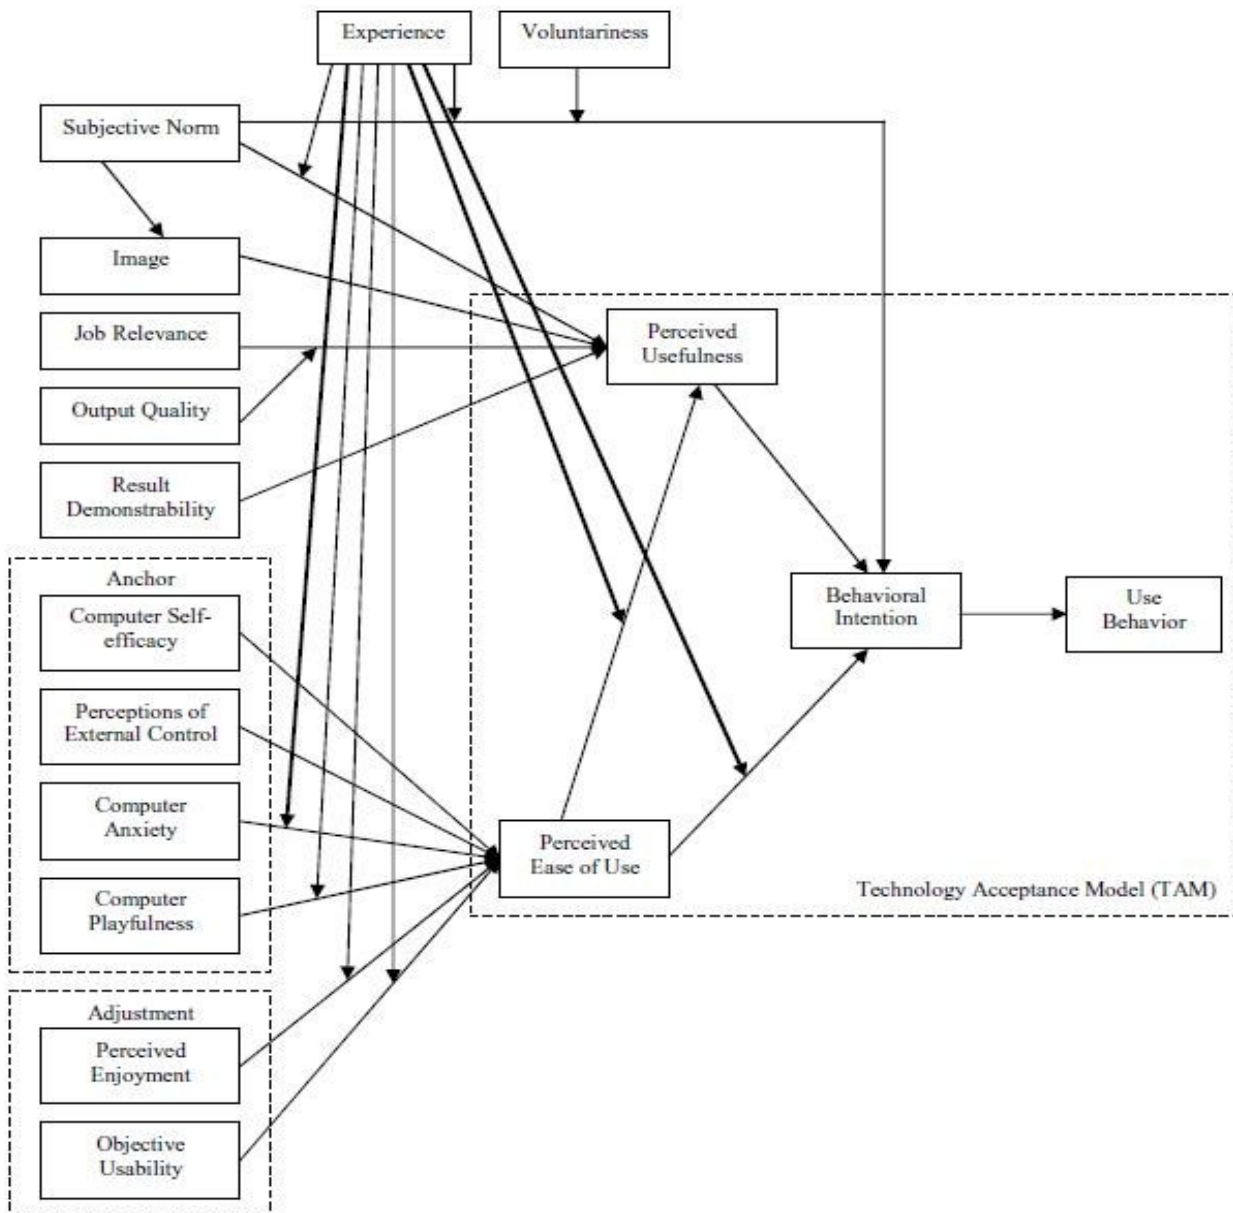 Experience
Voluntariness
Subjective Norm
Image
Job Relevance
Output Quality
Result
Demonstrability
Perceived
Usefulness
Anchor
Computer Self-
efficacy
Perceptions of
External Control
Computer
Anxiety
Computer
Playfulness
Behavioral
Intention
Use
Behavior
Perceived
Ease of Use
Technology Acceptance Model (TAM)
Adjustment
Perceived
Enjoyment
Objective
Usability